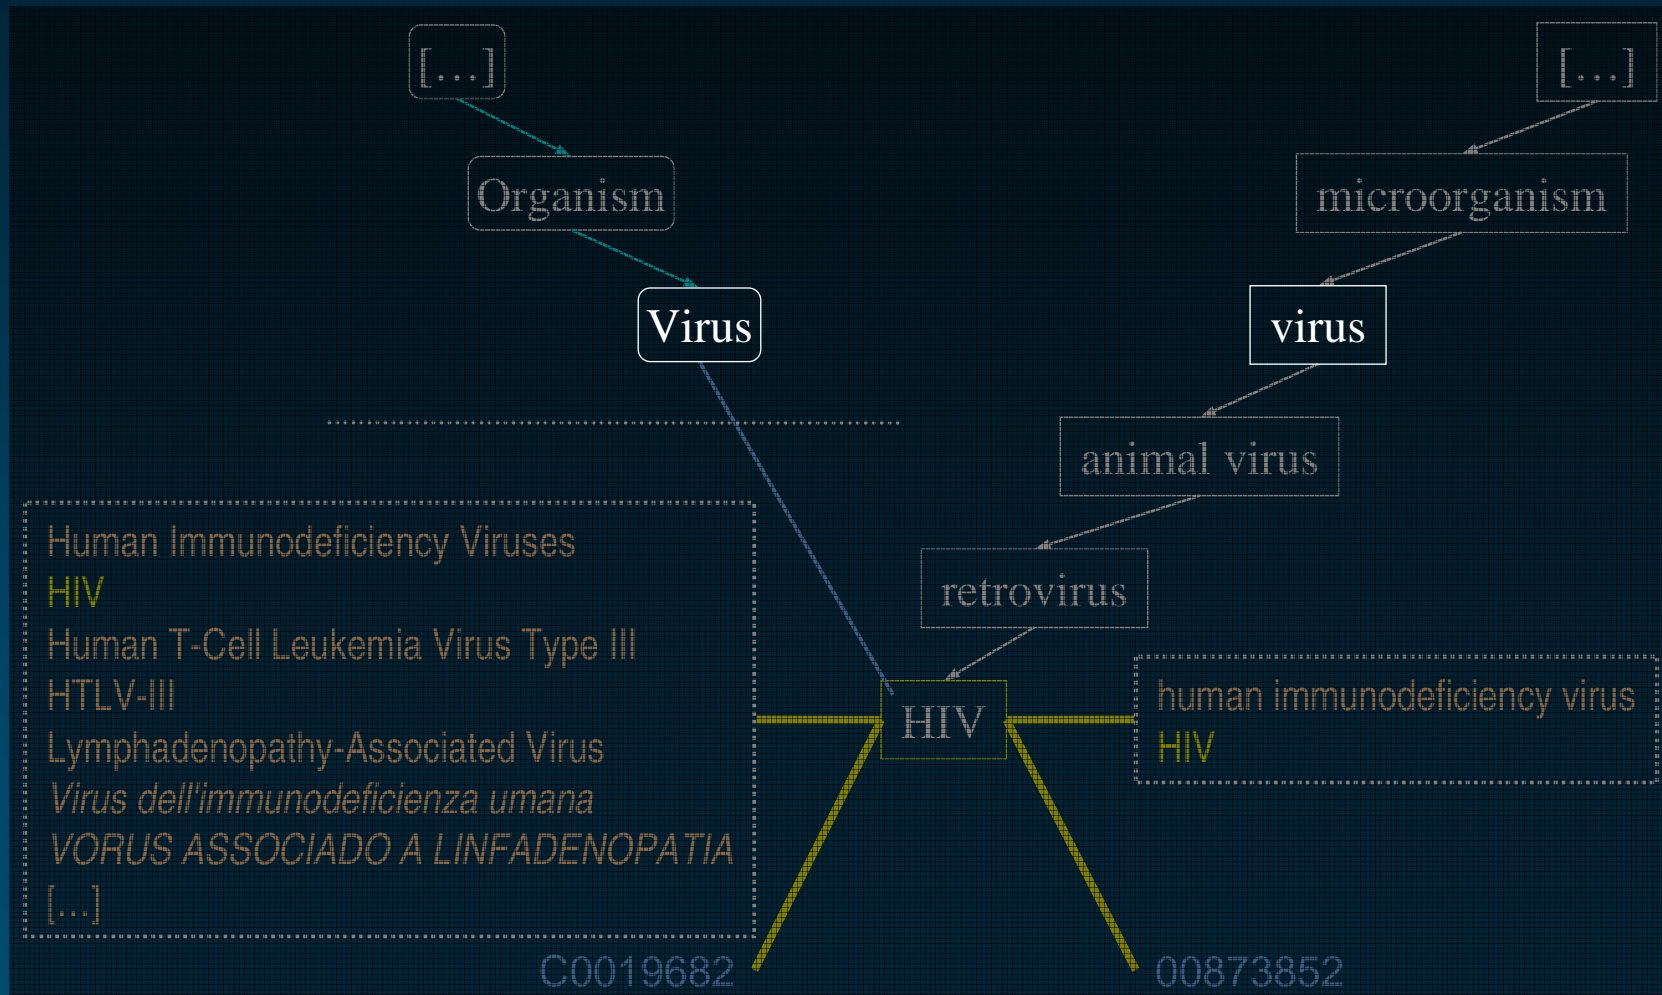 [...]
[...]
Organism
microorganism
Virus
virus
animal virus
retrovirus
Human Immunodeficiency Viruses
HIV
Human T-Cell Leukemia Virus Type III
HTLV-III
Lymphadenopathy-Associated Virus
Virus dell'immunodeficienza umana
VORUS ASSOCIADO A LINFADENOPATIA
[...]
HIV
human immunodeficiency virus
HIV
C0019682
00873852